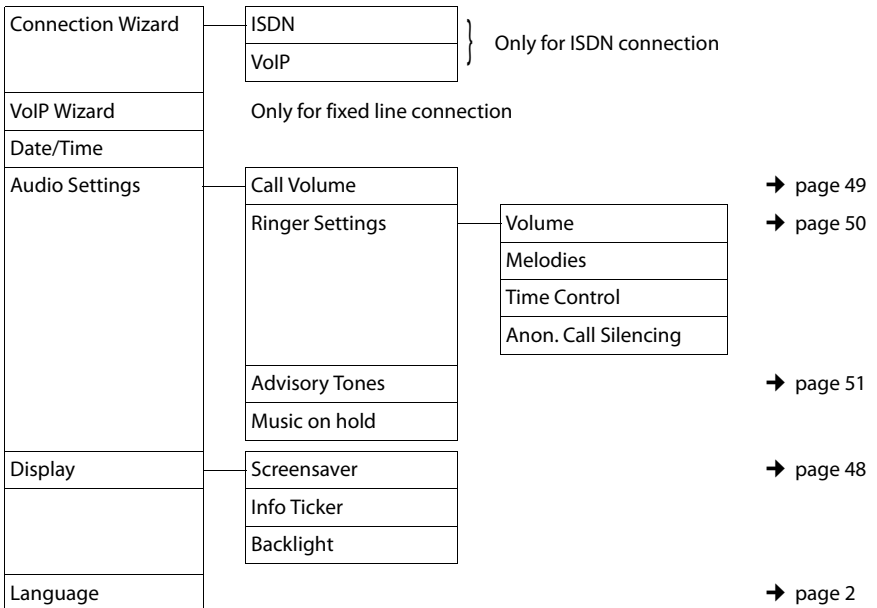 Connection Wizard ISDN
VoIP
Only for ISDN connection
VoIP Wizard Only for fixed line connection
Date/Time
Audio Settings Call Volume → page 49
Ringer Settings Volume → page 50
Melodies
Time Control
Anon. Call Silencing
Advisory Tones → page 51
Music on hold
Display Screensaver → page 48
Info Ticker
Backlight
Language → page 2